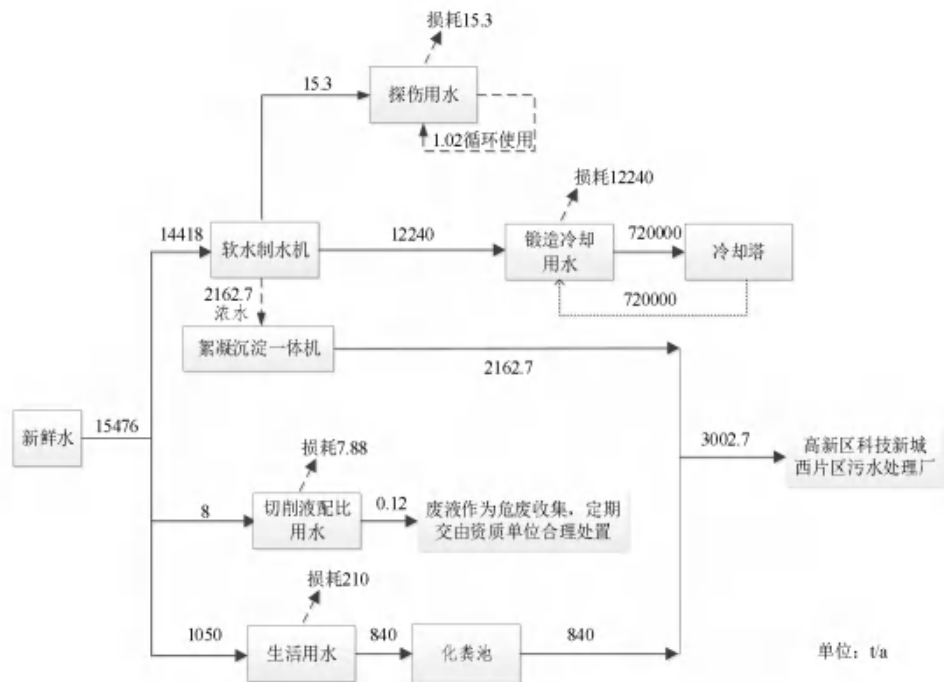 损耗15.3
15.3
探伤用水
1.02循环使用
损耗12240
14418
软水制水机
12240
锻造冷却
用水
720000
冷却塔
720000
2162.7
浓水
絮凝沉淀一体机
2162.7
新鲜水
15476
3002.7
高新区科技新城
西片区污水处理厂
损耗7.88
8
切削液配比
用水
0.12
废液作为危废收集，定期
交由资质单位合理处置
损耗210
1050
生活用水
840
化粪池
840
单位：t/a